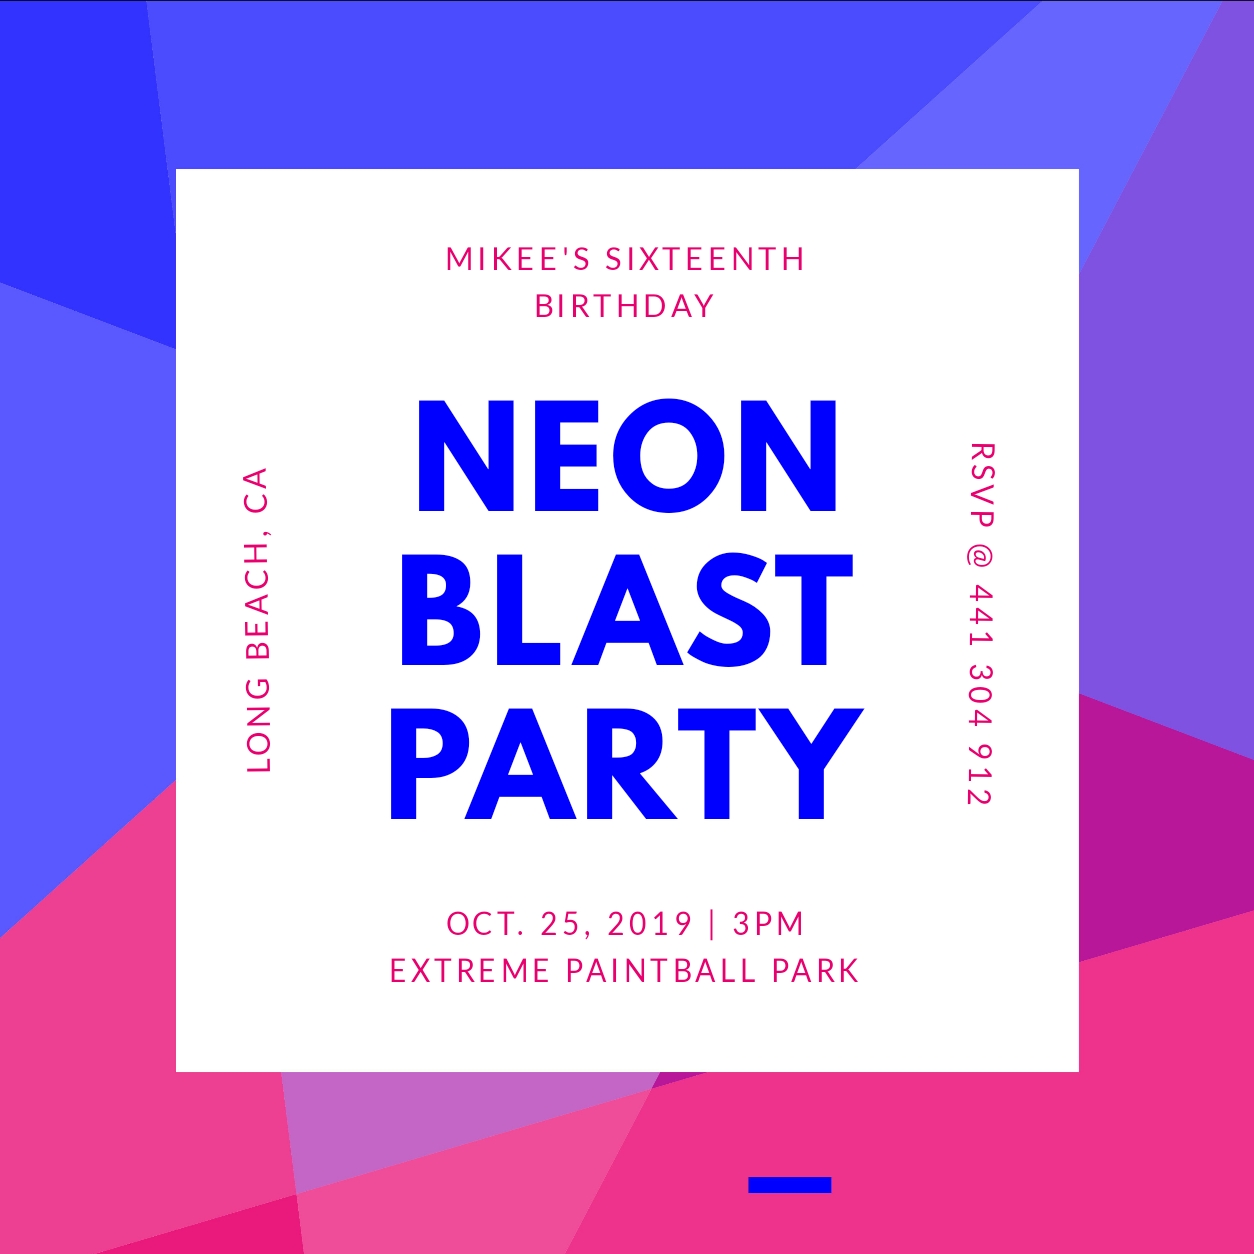 MIKEE'S SIXTEENTH
BIRTHDAY
NEON
BLAST
PARTY
LONG BEACH, CA
RSVP @ 441 304 912
OCT. 25, 2019 | 3PM
EXTREME PAINTBALL PARK